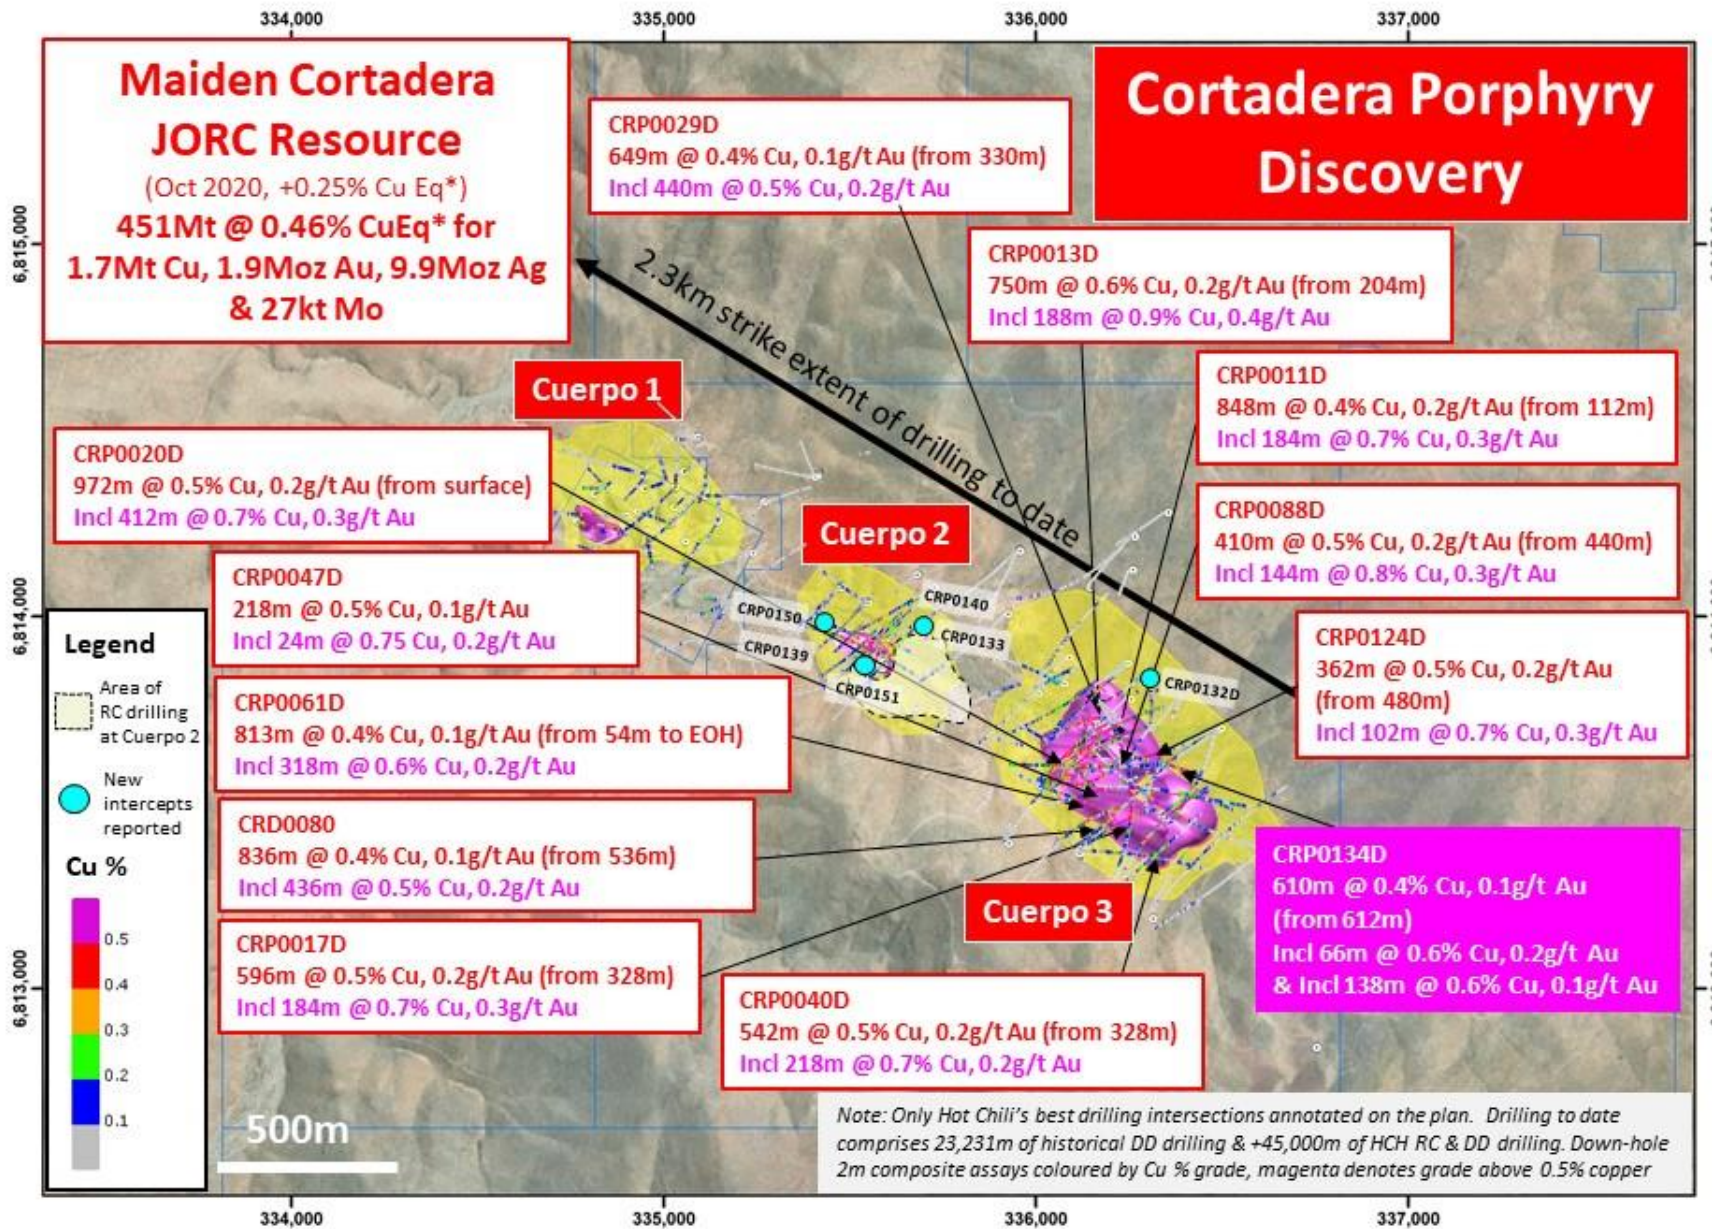 334,000
335,000
336,000
337,000
Maiden Cortadera
JORC Resource
(Oct 2020, +0.25% Cu Eq*)
451Mt @ 0.46% CuEq* for
1.7Mt Cu, 1.9Moz Au, 9.9Moz Ag
& 27kt Mo
Cortadera Porphyry
Discovery
CRP0029D
649m @ 0.4% Cu, 0.1g/t Au (from 330m)
Incl 440m @ 0.5% Cu, 0.2g/t Au
6,815,000
CRP0013D
750m @ 0.6% Cu, 0.2g/t Au (from 204m)
Incl 188m @ 0.9% Cu, 0.4g/t Au
2.3km strike extent of drilling to date
CRP0011D
848m @ 0.4% Cu, 0.2g/t Au (from 112m)
Incl 184m @ 0.7% Cu, 0.3g/t Au
Cuerpo 1
CRP0020D
972m @ 0.5% Cu, 0.2g/t Au (from surface)
Incl 412m @ 0.7% Cu, 0.3g/t Au
CRP0088D
410m @ 0.5% Cu, 0.2g/t Au (from 440m)
Incl 144m @ 0.8% Cu, 0.3g/t Au
Cuerpo 2
CRP0047D
218m @ 0.5% Cu, 0.1g/t Au
Incl 24m @ 0.75 Cu, 0.2g/t Au
6,814,000
CRP0150
CRP0140
CRP0133
CRP0139
CRP0151
CRP0132D
CRP0124D
362m @ 0.5% Cu, 0.2g/t Au
(from 480m)
Incl 102m @ 0.7% Cu, 0.3g/t Au
Legend
Area of
RC drilling
at Cuerpo 2
New
intercepts
reported
Cu %
0.5
0.4
0.3
0.2
0.1
CRP0061D
813m @ 0.4% Cu, 0.1g/t Au (from 54m to EOH)
Incl 318m @ 0.6% Cu, 0.2g/t Au
CRD0080
836m @ 0.4% Cu, 0.1g/t Au (from 536m)
Incl 436m @ 0.5% Cu, 0.2g/t Au
Cuerpo 3
CRP0134D
610m @ 0.4% Cu, 0.1g/t Au
(from 612m)
Incl 66m @ 0.6% Cu, 0.2g/t Au
& Incl 138m @ 0.6% Cu, 0.1g/t Au
CRP0017D
596m @ 0.5% Cu, 0.2g/t Au (from 328m)
Incl 184m @ 0.7% Cu, 0.3g/t Au
6,813,000
CRP0040D
542m @ 0.5% Cu, 0.2g/t Au (from 328m)
Incl 218m @ 0.7% Cu, 0.2g/t Au
500m
Note: Only Hot Chili's best drilling intersections annotated on the plan. Drilling to date
comprises 23,231m of historical DD drilling & +45,000m of HCH RC & DD drilling. Down-hole
2m composite assays coloured by Cu % grade, magenta denotes grade above 0.5% copper
334,000
335,000
336,000
337,000